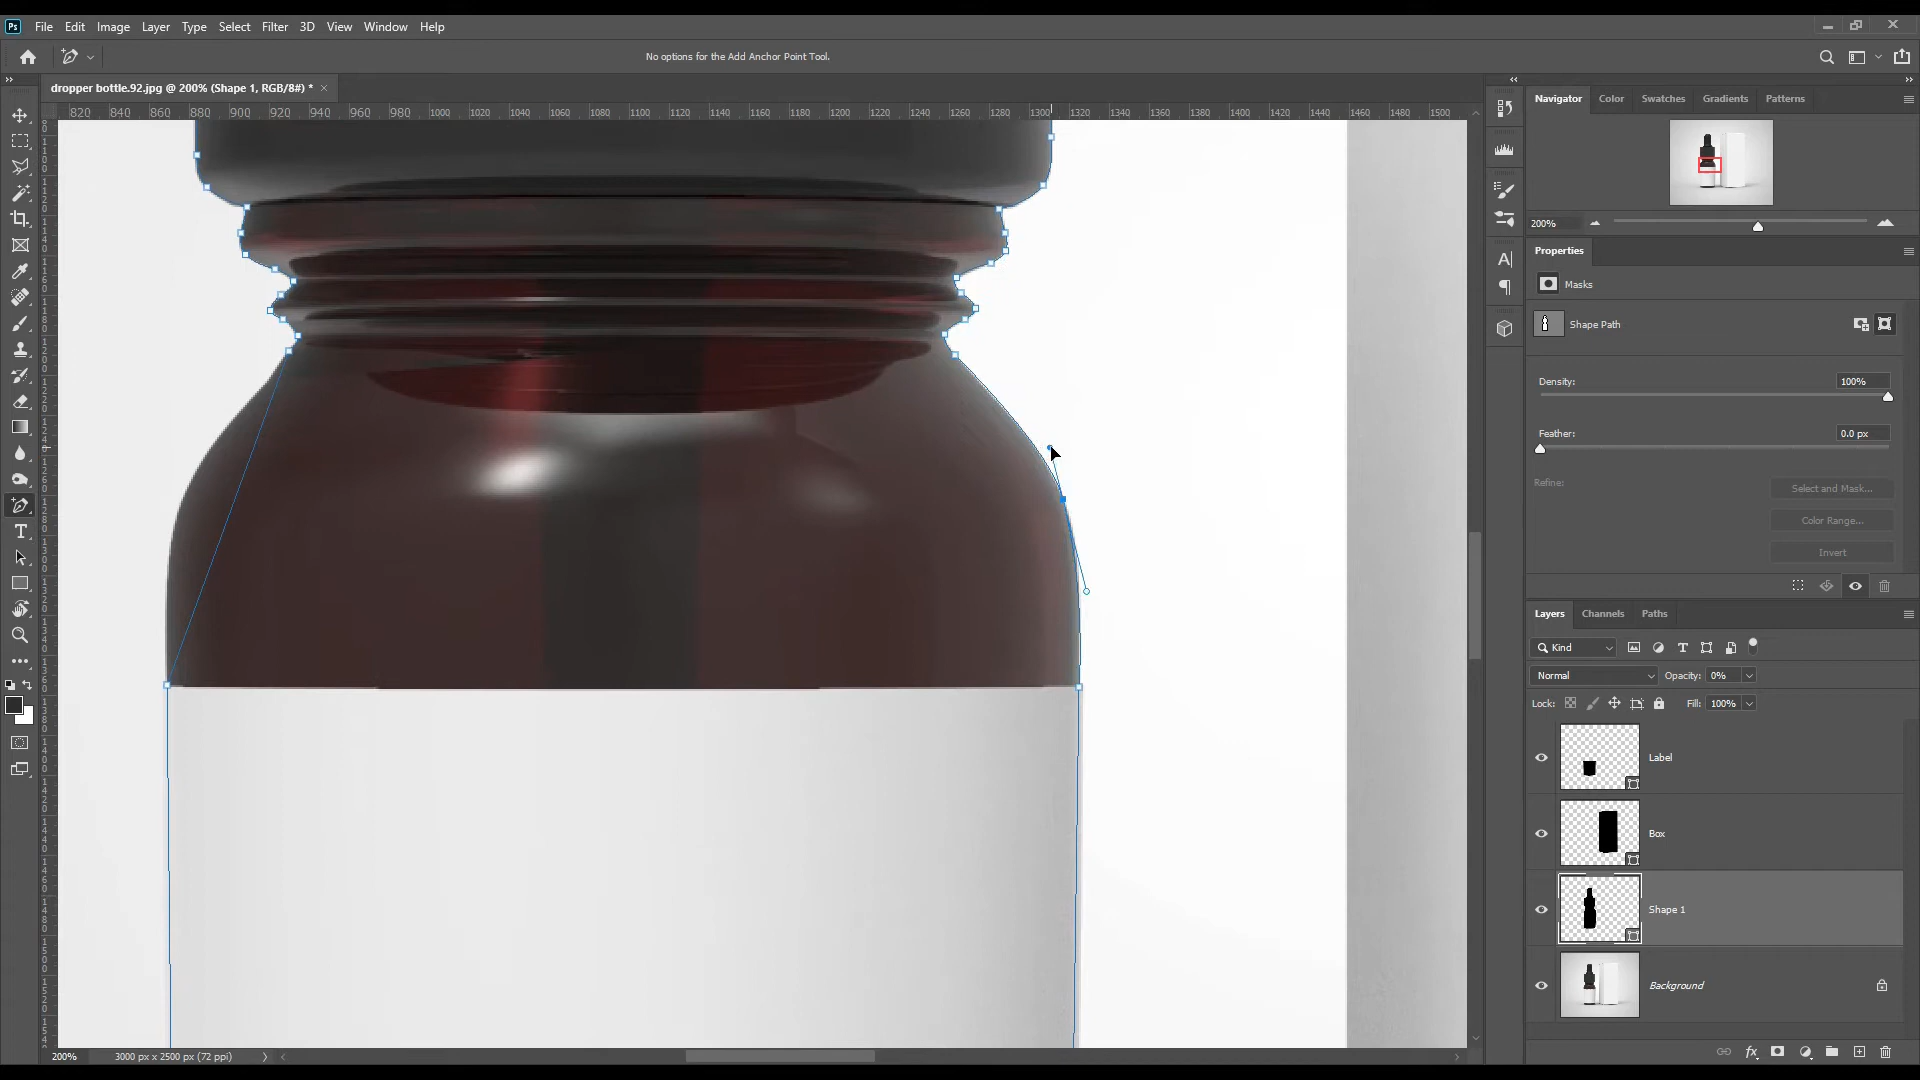 Ps File Edit Image Layer Type Select Filter 3D View Window Help
No options for the Add Anchor Point Tool.
dropper bottle.92.jpg @ 200% (Shape 1, RGB/8#) * ×
820 840 860 880 900 920 940 960 980 1000 1020 1040 1060 1080 1100 1120 1140 1160 1180 1200 1220 1240 1260 1280 1300 1320 1340 1360 1380 1400 1420 1440 1460 1480 1500
Navigator Color Swatches Gradients Patterns
200%
Properties
Masks
Shape Path
Density: 100%
Feather: 0.0 px
Refine: Select and Mask...
Color Range...
Invert
Layers Channels Paths
Kind
Normal Opacity: 0%
Lock: Fill: 100%
Label
Box
Shape 1
Background
fx
200% 3000 px x 2500 px (72 ppi)